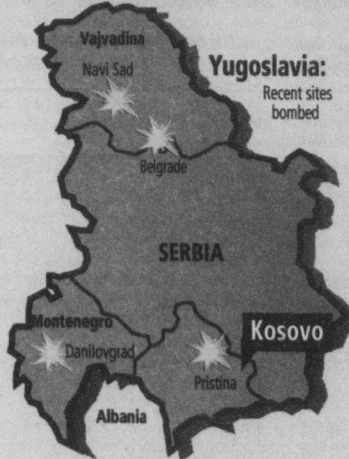 Vajvadina
Navi Sad
Yugoslavia:
Recent sites
bombed
Belgrade
SERBIA
Montenegro
Danilovgrad
Kosovo
Pristina
Albania